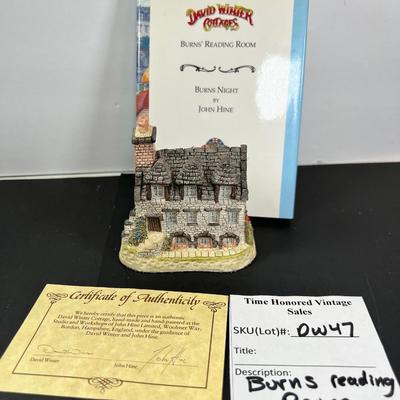 DAVID WINTER
COTTAGES
BURNS' READING ROOM
BURNS NIGHT
BY
JOHN HINE
Certificate of Authenticity
We hereby certify that this piece is an authentic
David Winter Cottage, hand-made and hand-painted at the
Studio and Workshops of John Hine Limited, Woolmer Way,
Bordon, Hampshire, England, under the guidance of
David Winter and John Hine.
David Winter
John Hine
Time Honored Vintage
Sales
SKU(Lot)#: DW47
Title:
Description:
Burns reading